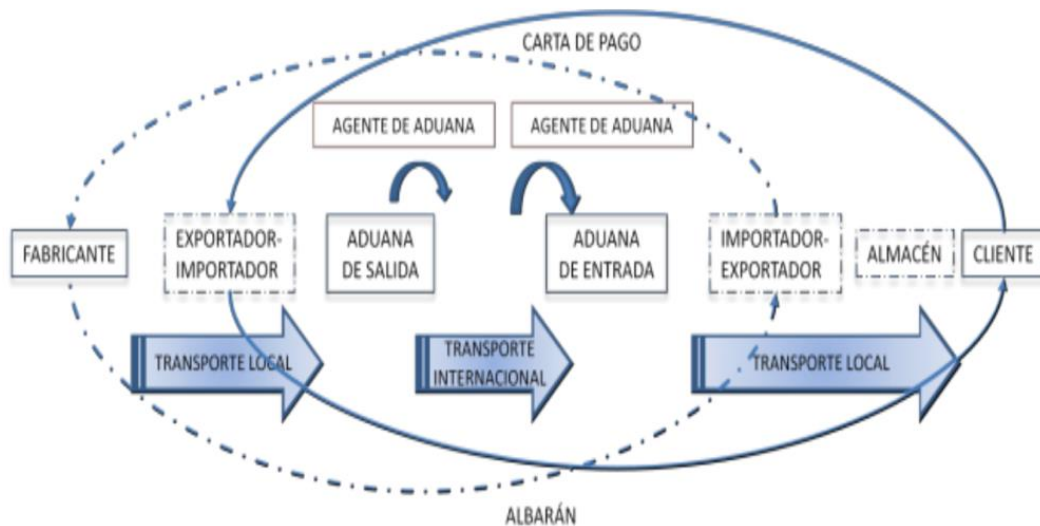 CARTA DE PAGO
AGENTE DE ADUANA
AGENTE DE ADUANA
FABRICANTE
EXPORTADOR-
IMPORTADOR
ADUANA
DE SALIDA
ADUANA
DE ENTRADA
IMPORTADOR-
EXPORTADOR
ALMACÉN
CLIENTE
TRANSPORTE LOCAL
TRANSPORTE
INTERNACIONAL
TRANSPORTE LOCAL
ALBARÁN